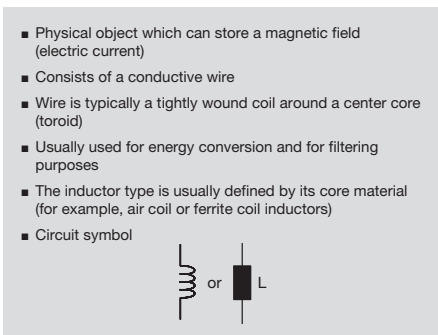 ■ Physical object which can store a magnetic field
(electric current)
■ Consists of a conductive wire
■ Wire is typically a tightly wound coil around a center core
(toroid)
■ Usually used for energy conversion and for filtering
purposes
■ The inductor type is usually defined by its core material
(for example, air coil or ferrite coil inductors)
■ Circuit symbol
or L